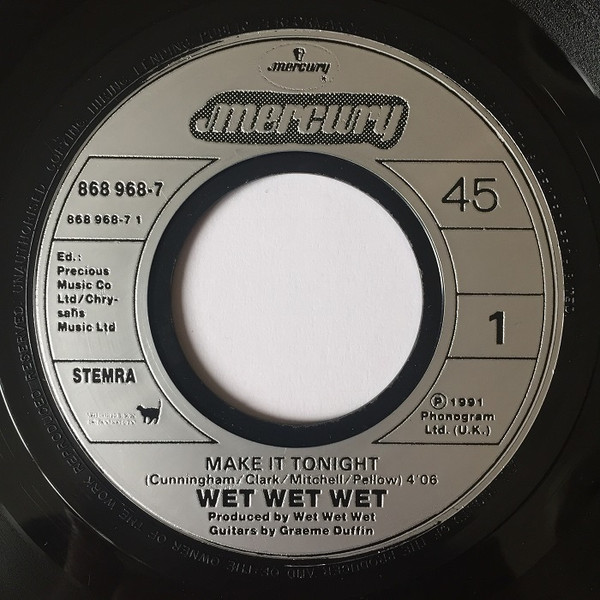 mercury
mercury
868 968-7
868 968-7 1
45
Ed.:
Precious
Music Co
Ltd/Chry-
salis
Music Ltd
1
STEMRA
℗ 1991
Phonogram
Ltd. (U.K.)
MAKE IT TONIGHT
(Cunningham/Clark/Mitchell/Pellow) 4'06
WET WET WET
Produced by Wet Wet Wet
Guitars by Graeme Duffin